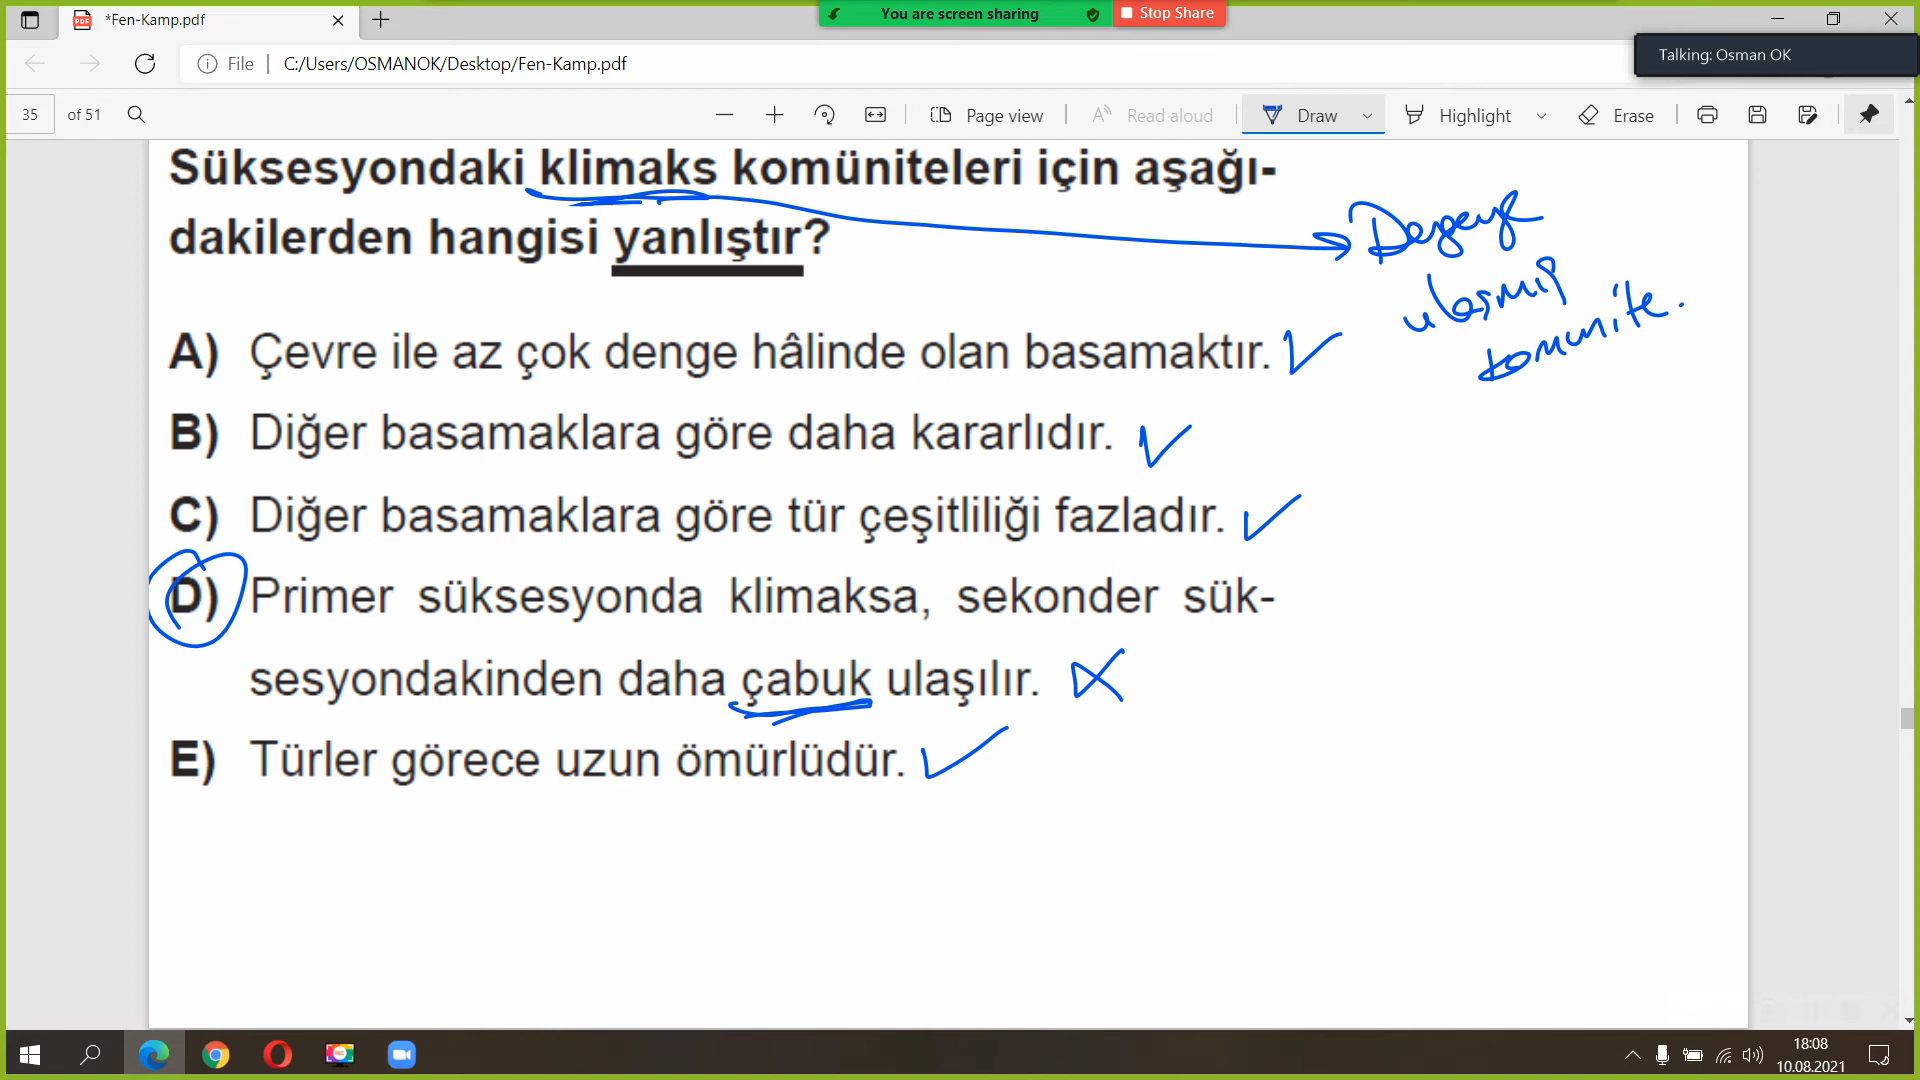 *Fen-Kamp.pdf
You are screen sharing
Stop Share
File
C:/Users/OSMANOK/Desktop/Fen-Kamp.pdf
Talking: Osman OK
35 of 51
Page view
Read aloud
Draw
Highlight
Erase
Süksesyondaki klimaks komüniteleri için aşağı-
dakilerden hangisi yanlıştır?
Dengeye
ulaşmış
komunite.
A) Çevre ile az çok denge hâlinde olan basamaktır.
B) Diğer basamaklara göre daha kararlıdır.
C) Diğer basamaklara göre tür çeşitliliği fazladır.
D) Primer süksesyonda klimaksa, sekonder sük-
sesyondakinden daha çabuk ulaşılır.
E) Türler görece uzun ömürlüdür.
18:08
10.08.2021